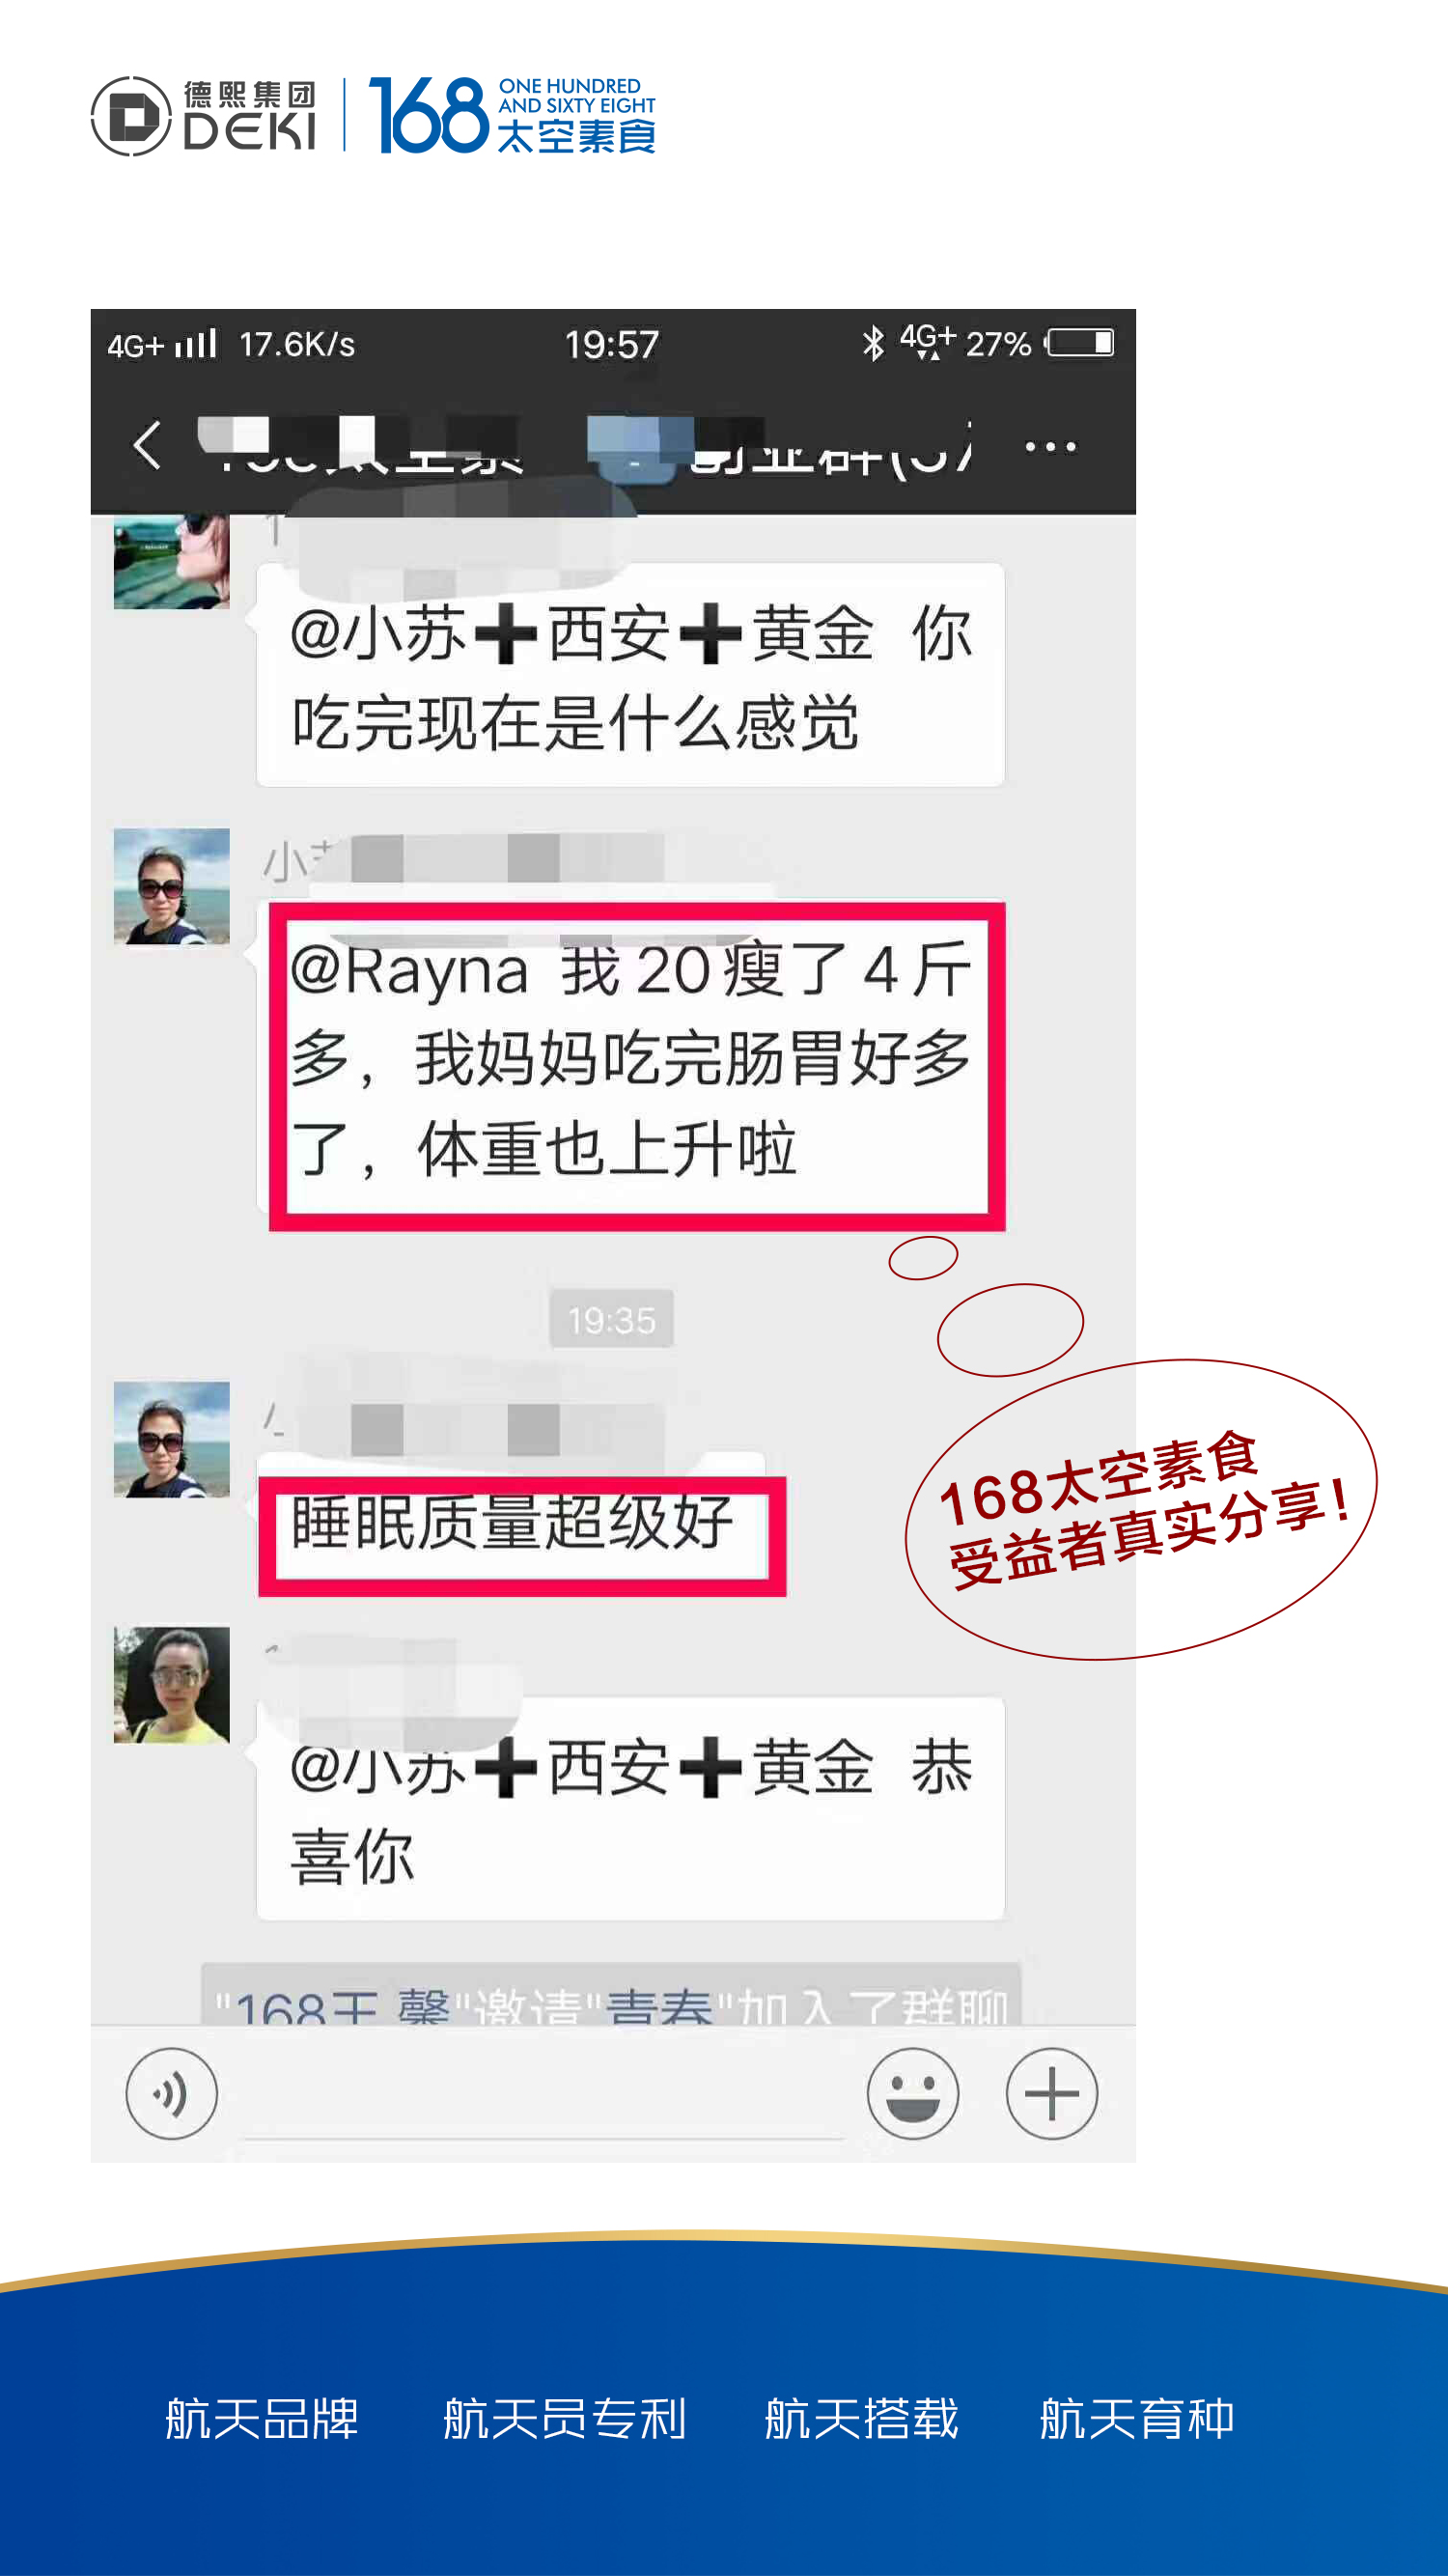 德熙集团
DEKI
168
ONE HUNDRED
AND SIXTY EIGHT
太空素食
4G+ 17.6K/s 19:57 4G+ 27%
@小苏➕西安➕黄金 你
吃完现在是什么感觉
小
@Rayna 我20瘦了4斤
多，我妈妈吃完肠胃好多
了，体重也上升啦
19:35
睡眠质量超级好
168太空素食
受益者真实分享！
@小苏➕西安➕黄金 恭
喜你
"168王 馨"邀请"青春"加入了群聊
航天品牌 航天员专利 航天搭载 航天育种